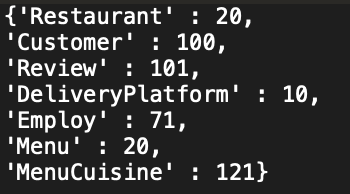 {'Restaurant' : 20,
'Customer' : 100,
'Review' : 101,
'DeliveryPlatform' : 10,
'Employ' : 71,
'Menu' : 20,
'MenuCuisine' : 121}